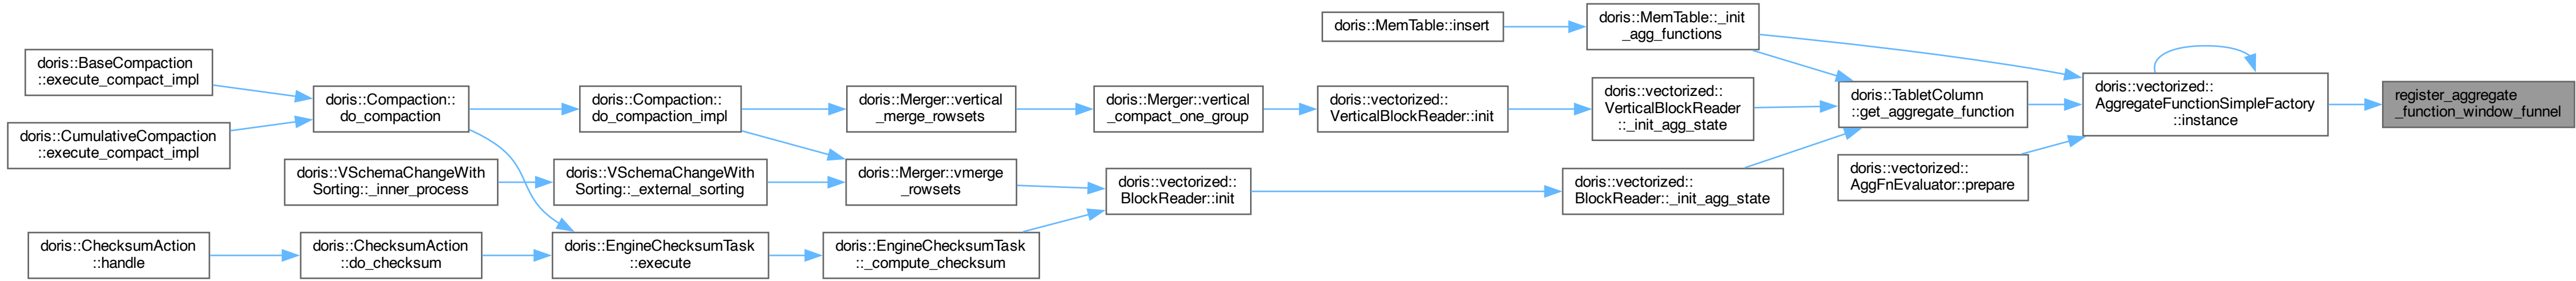 doris::BaseCompaction
::execute_compact_impl
doris::CumulativeCompaction
::execute_compact_impl
doris::ChecksumAction
::handle
doris::Compaction::
do_compaction
doris::VSchemaChangeWith
Sorting::_inner_process
doris::ChecksumAction
::do_checksum
doris::Compaction::
do_compaction_impl
doris::VSchemaChangeWith
Sorting::_external_sorting
doris::EngineChecksumTask
::execute
doris::Merger::vertical
_merge_rowsets
doris::Merger::vmerge
_rowsets
doris::EngineChecksumTask
::_compute_checksum
doris::Merger::vertical
_compact_one_group
doris::vectorized::
BlockReader::init
doris::MemTable::insert
doris::vectorized::
VerticalBlockReader::init
doris::MemTable::_init
_agg_functions
doris::vectorized::
VerticalBlockReader
::_init_agg_state
doris::vectorized::
BlockReader::_init_agg_state
doris::TabletColumn
::get_aggregate_function
doris::vectorized::
AggFnEvaluator::prepare
doris::vectorized::
AggregateFunctionSimpleFactory
::instance
register_aggregate
_function_window_funnel